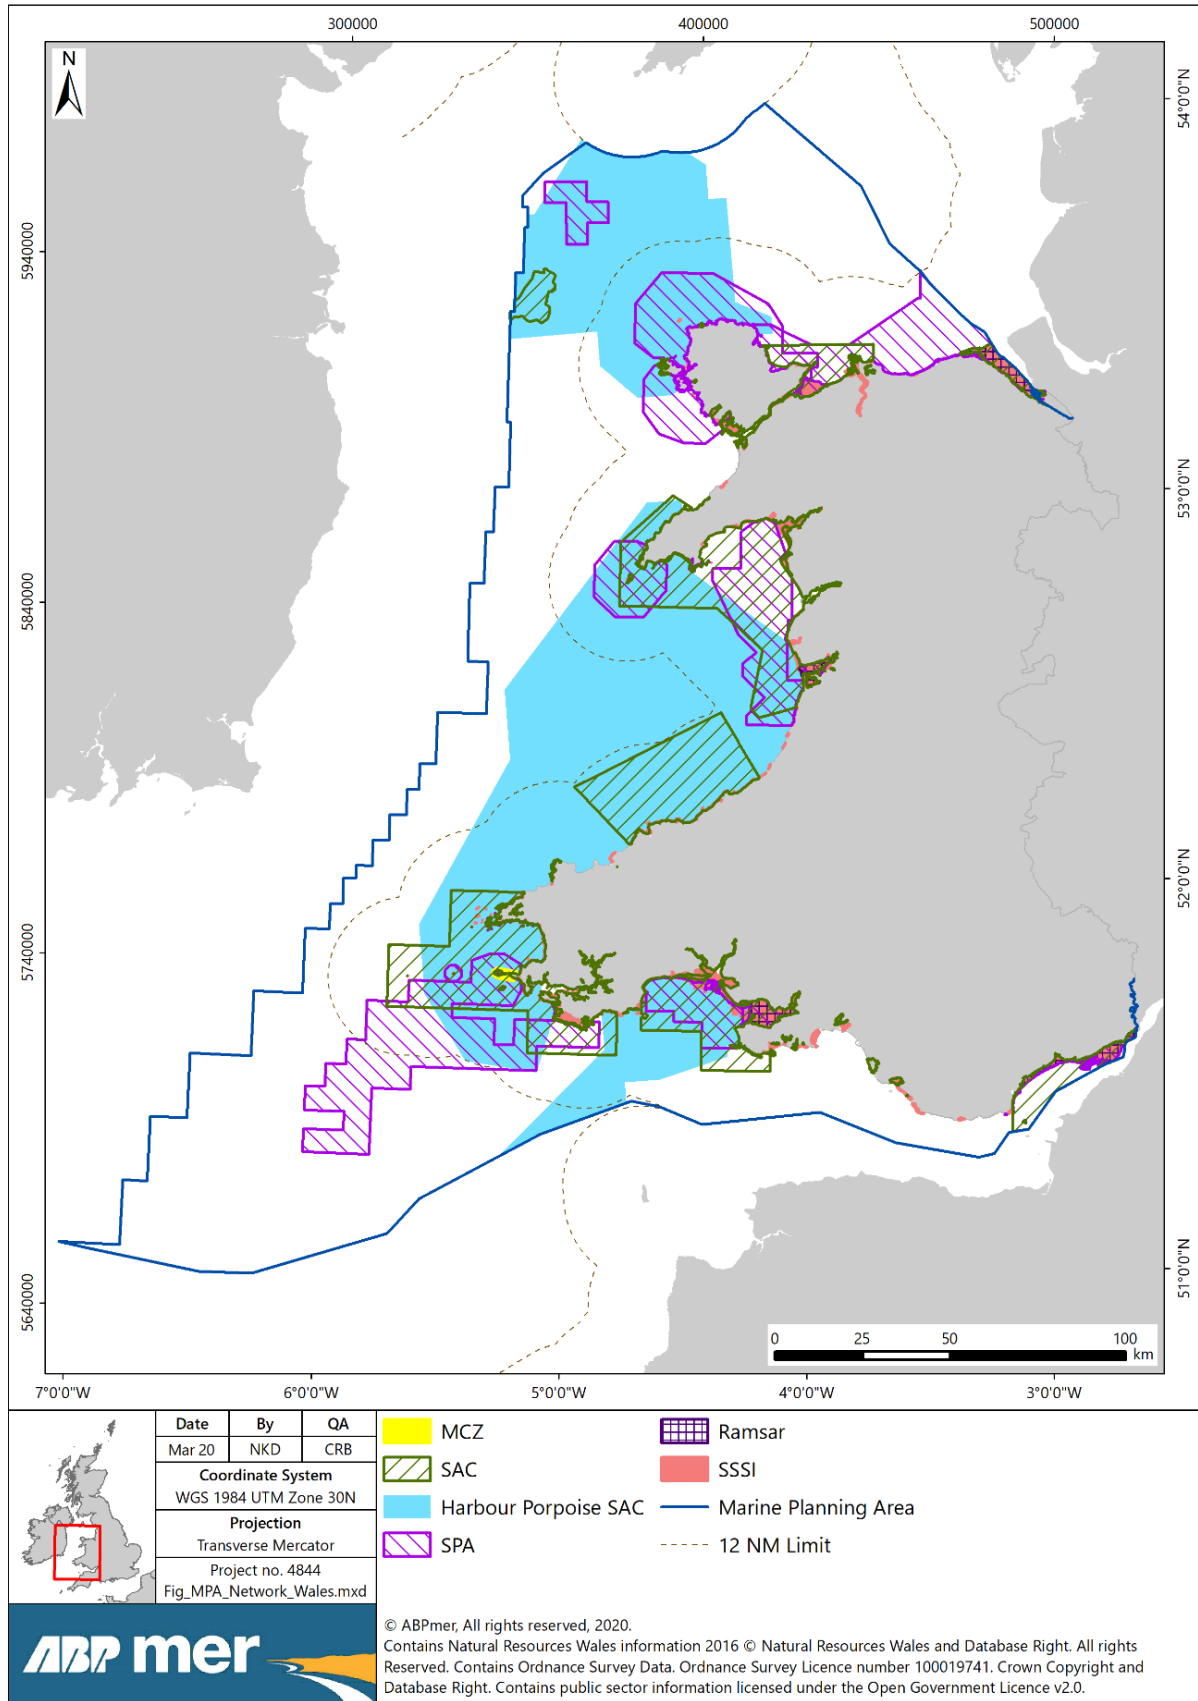 300000 400000 500000
N
54°0'0"N
5940000
53°0'0"N
5840000
52°0'0"N
5740000
51°0'0"N
5640000
0 25 50 100
km
7°0'0"W 6°0'0"W 5°0'0"W 4°0'0"W 3°0'0"W
Date By QA
Mar 20 NKD CRB
Coordinate System
WGS 1984 UTM Zone 30N
Projection
Transverse Mercator
Project no. 4844
Fig_MPA_Network_Wales.mxd
ABP mer
MCZ
SAC
Harbour Porpoise SAC
SPA
Ramsar
SSSI
Marine Planning Area
12 NM Limit
© ABPmer, All rights reserved, 2020.
Contains Natural Resources Wales information 2016 © Natural Resources Wales and Database Right. All rights
Reserved. Contains Ordnance Survey Data. Ordnance Survey Licence number 100019741. Crown Copyright and
Database Right. Contains public sector information licensed under the Open Government Licence v2.0.